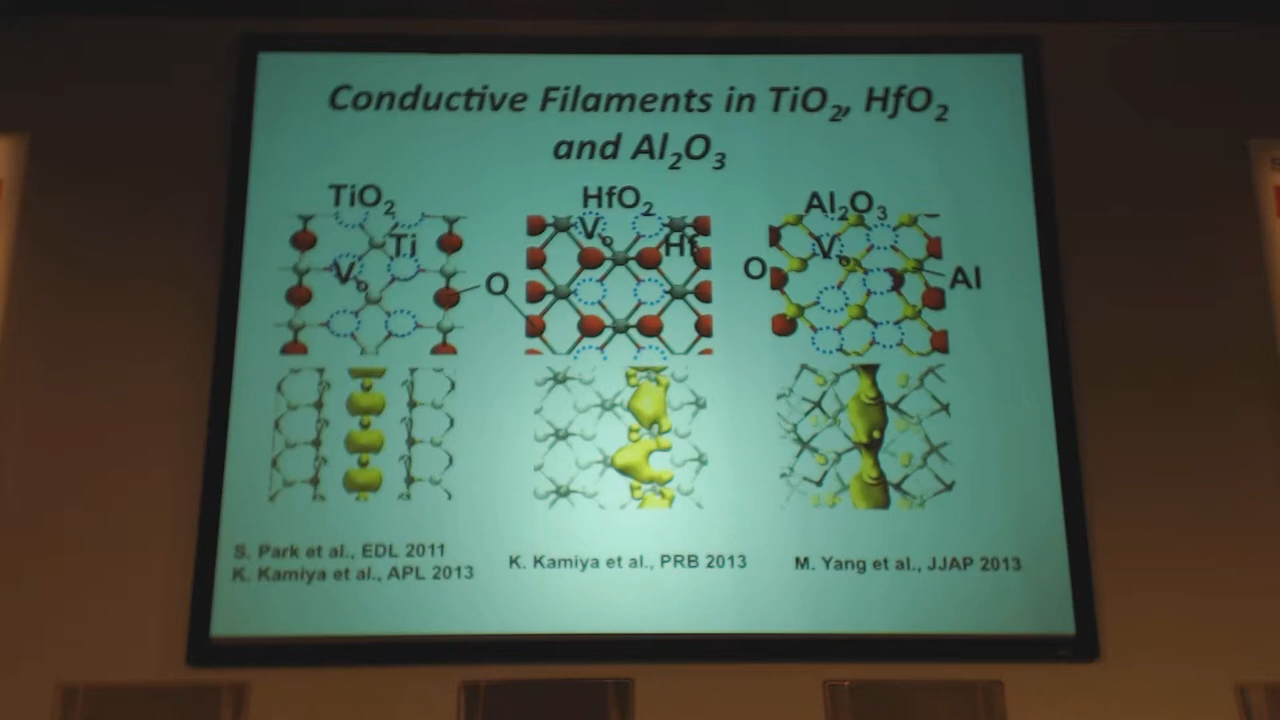 Conductive Filaments in TiO₂, HfO₂
and Al₂O₃
TiO₂
Ti
Vₒ
O
HfO₂
Vₒ
Hf
Al₂O₃
Vₒ
O
Al
S. Park et al., EDL 2011
K. Kamiya et al., APL 2013
K. Kamiya et al., PRB 2013
M. Yang et al., JJAP 2013